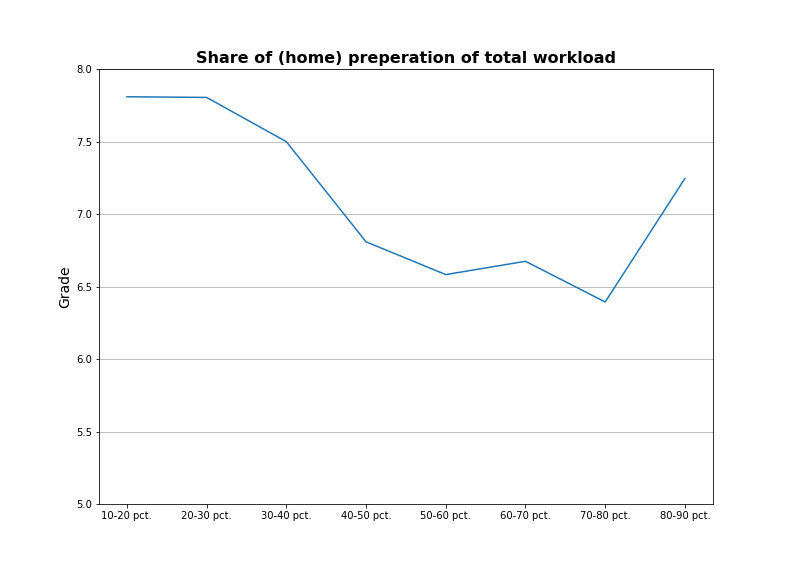 Share of (home) preperation of total workload
8.0
7.5
7.0
6.5
6.0
5.5
5.0
Grade
10-20 pct. 20-30 pct. 30-40 pct. 40-50 pct. 50-60 pct. 60-70 pct. 70-80 pct. 80-90 pct.